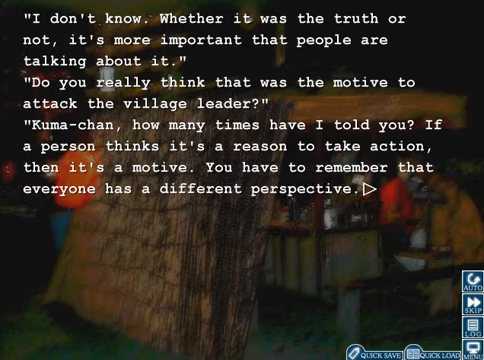 "I don't know. Whether it was the truth or
not, it's more important that people are
talking about it."
"Do you really think that was the motive to
attack the village leader?"
"Kuma-chan, how many times have I told you? If
a person thinks it's a reason to take action,
then it's a motive. You have to remember that
everyone has a different perspective.
AUTO
SKIP
LOG
QUICK SAVE QUICK LOAD MENU